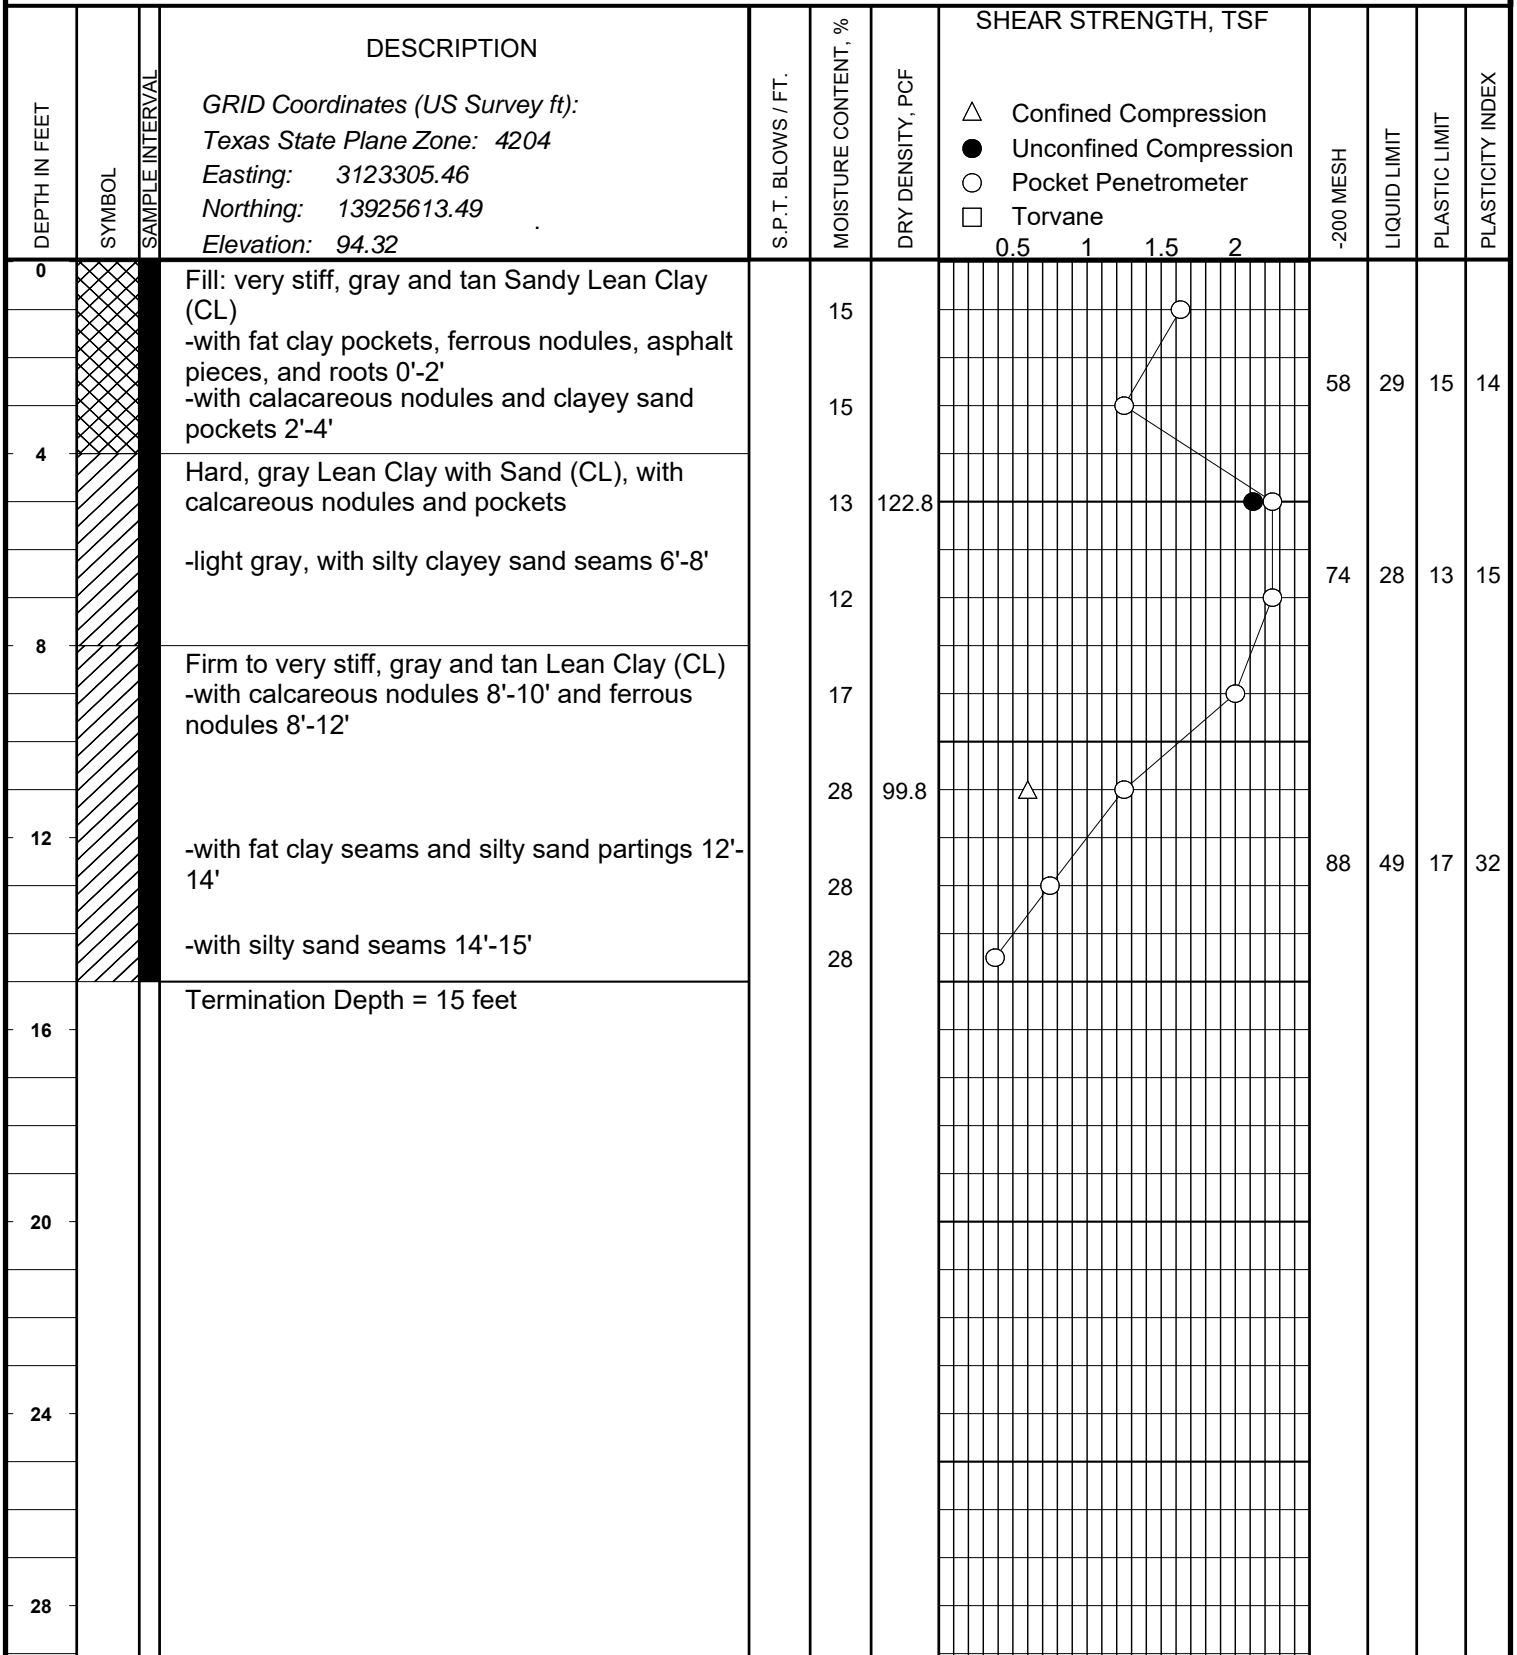 DEPTH IN FEET
SYMBOL
SAMPLE INTERVAL
DESCRIPTION
GRID Coordinates (US Survey ft):
Texas State Plane Zone: 4204
Easting: 3123305.46
Northing: 13925613.49
.
Elevation: 94.32
S.P.T. BLOWS / FT.
MOISTURE CONTENT, %
DRY DENSITY, PCF
SHEAR STRENGTH, TSF
Confined Compression
Unconfined Compression
Pocket Penetrometer
Torvane
0.5 1 1.5 2
-200 MESH
LIQUID LIMIT
PLASTIC LIMIT
PLASTICITY INDEX
0
Fill: very stiff, gray and tan Sandy Lean Clay
(CL)
15
-with fat clay pockets, ferrous nodules, asphalt
pieces, and roots 0'-2'
58 29 15 14
-with calacareous nodules and clayey sand
15
pockets 2'-4'
4
Hard, gray Lean Clay with Sand (CL), with
calcareous nodules and pockets
13 122.8
-light gray, with silty clayey sand seams 6'-8'
74 28 13 15
12
8
Firm to very stiff, gray and tan Lean Clay (CL)
-with calcareous nodules 8'-10' and ferrous
17
nodules 8'-12'
28 99.8
12
-with fat clay seams and silty sand partings 12'-
14'
88 49 17 32
28
-with silty sand seams 14'-15'
28
Termination Depth = 15 feet
16
20
24
28